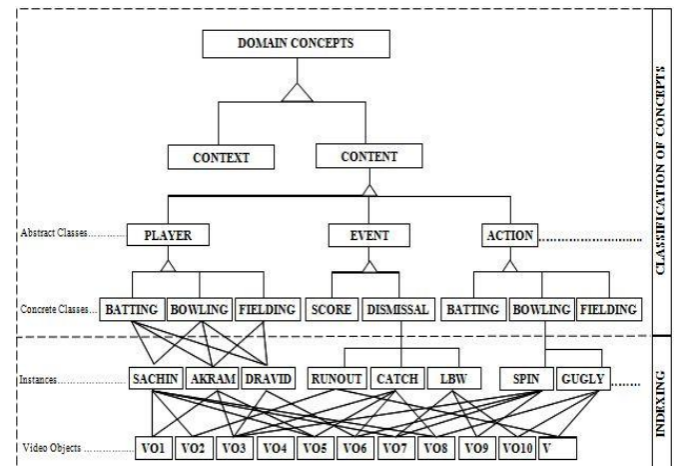 DOMAIN CONCEPTS
CONTEXT
CONTENT
Abstract Classes..............
PLAYER
EVENT
ACTION
Concrete Classes...
BATTING
BOWLING
FIELDING
SCORE
DISMISSAL
BATTING
BOWLING
FIELDING
Instances....................
SACHIN
AKRAM
DRAVID
RUNOUT
CATCH
LBW
SPIN
GUGLY
Video Objects ..............
VO1
VO2
VO3
VO4
VO5
VO6
VO7
VO8
VO9
VO10
V
CLASSIFICATION OF CONCEPTS
INDEXING